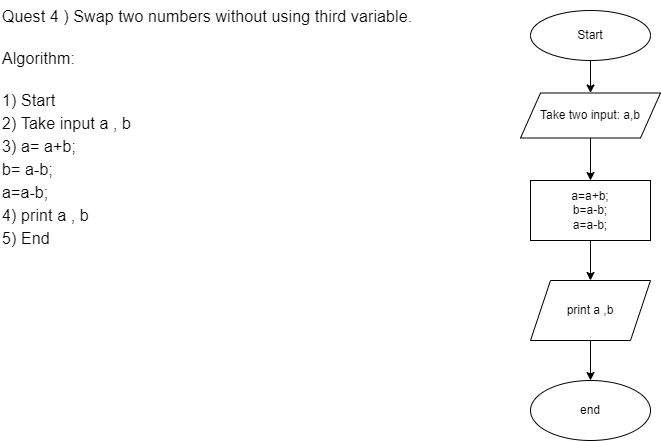 Quest 4 ) Swap two numbers without using third variable.
Algorithm:
1) Start
2) Take input a , b
3) a= a+b;
b= a-b;
a=a-b;
4) print a , b
5) End
Start
Take two input: a,b
a=a+b;
b=a-b;
a=a-b;
print a ,b
end